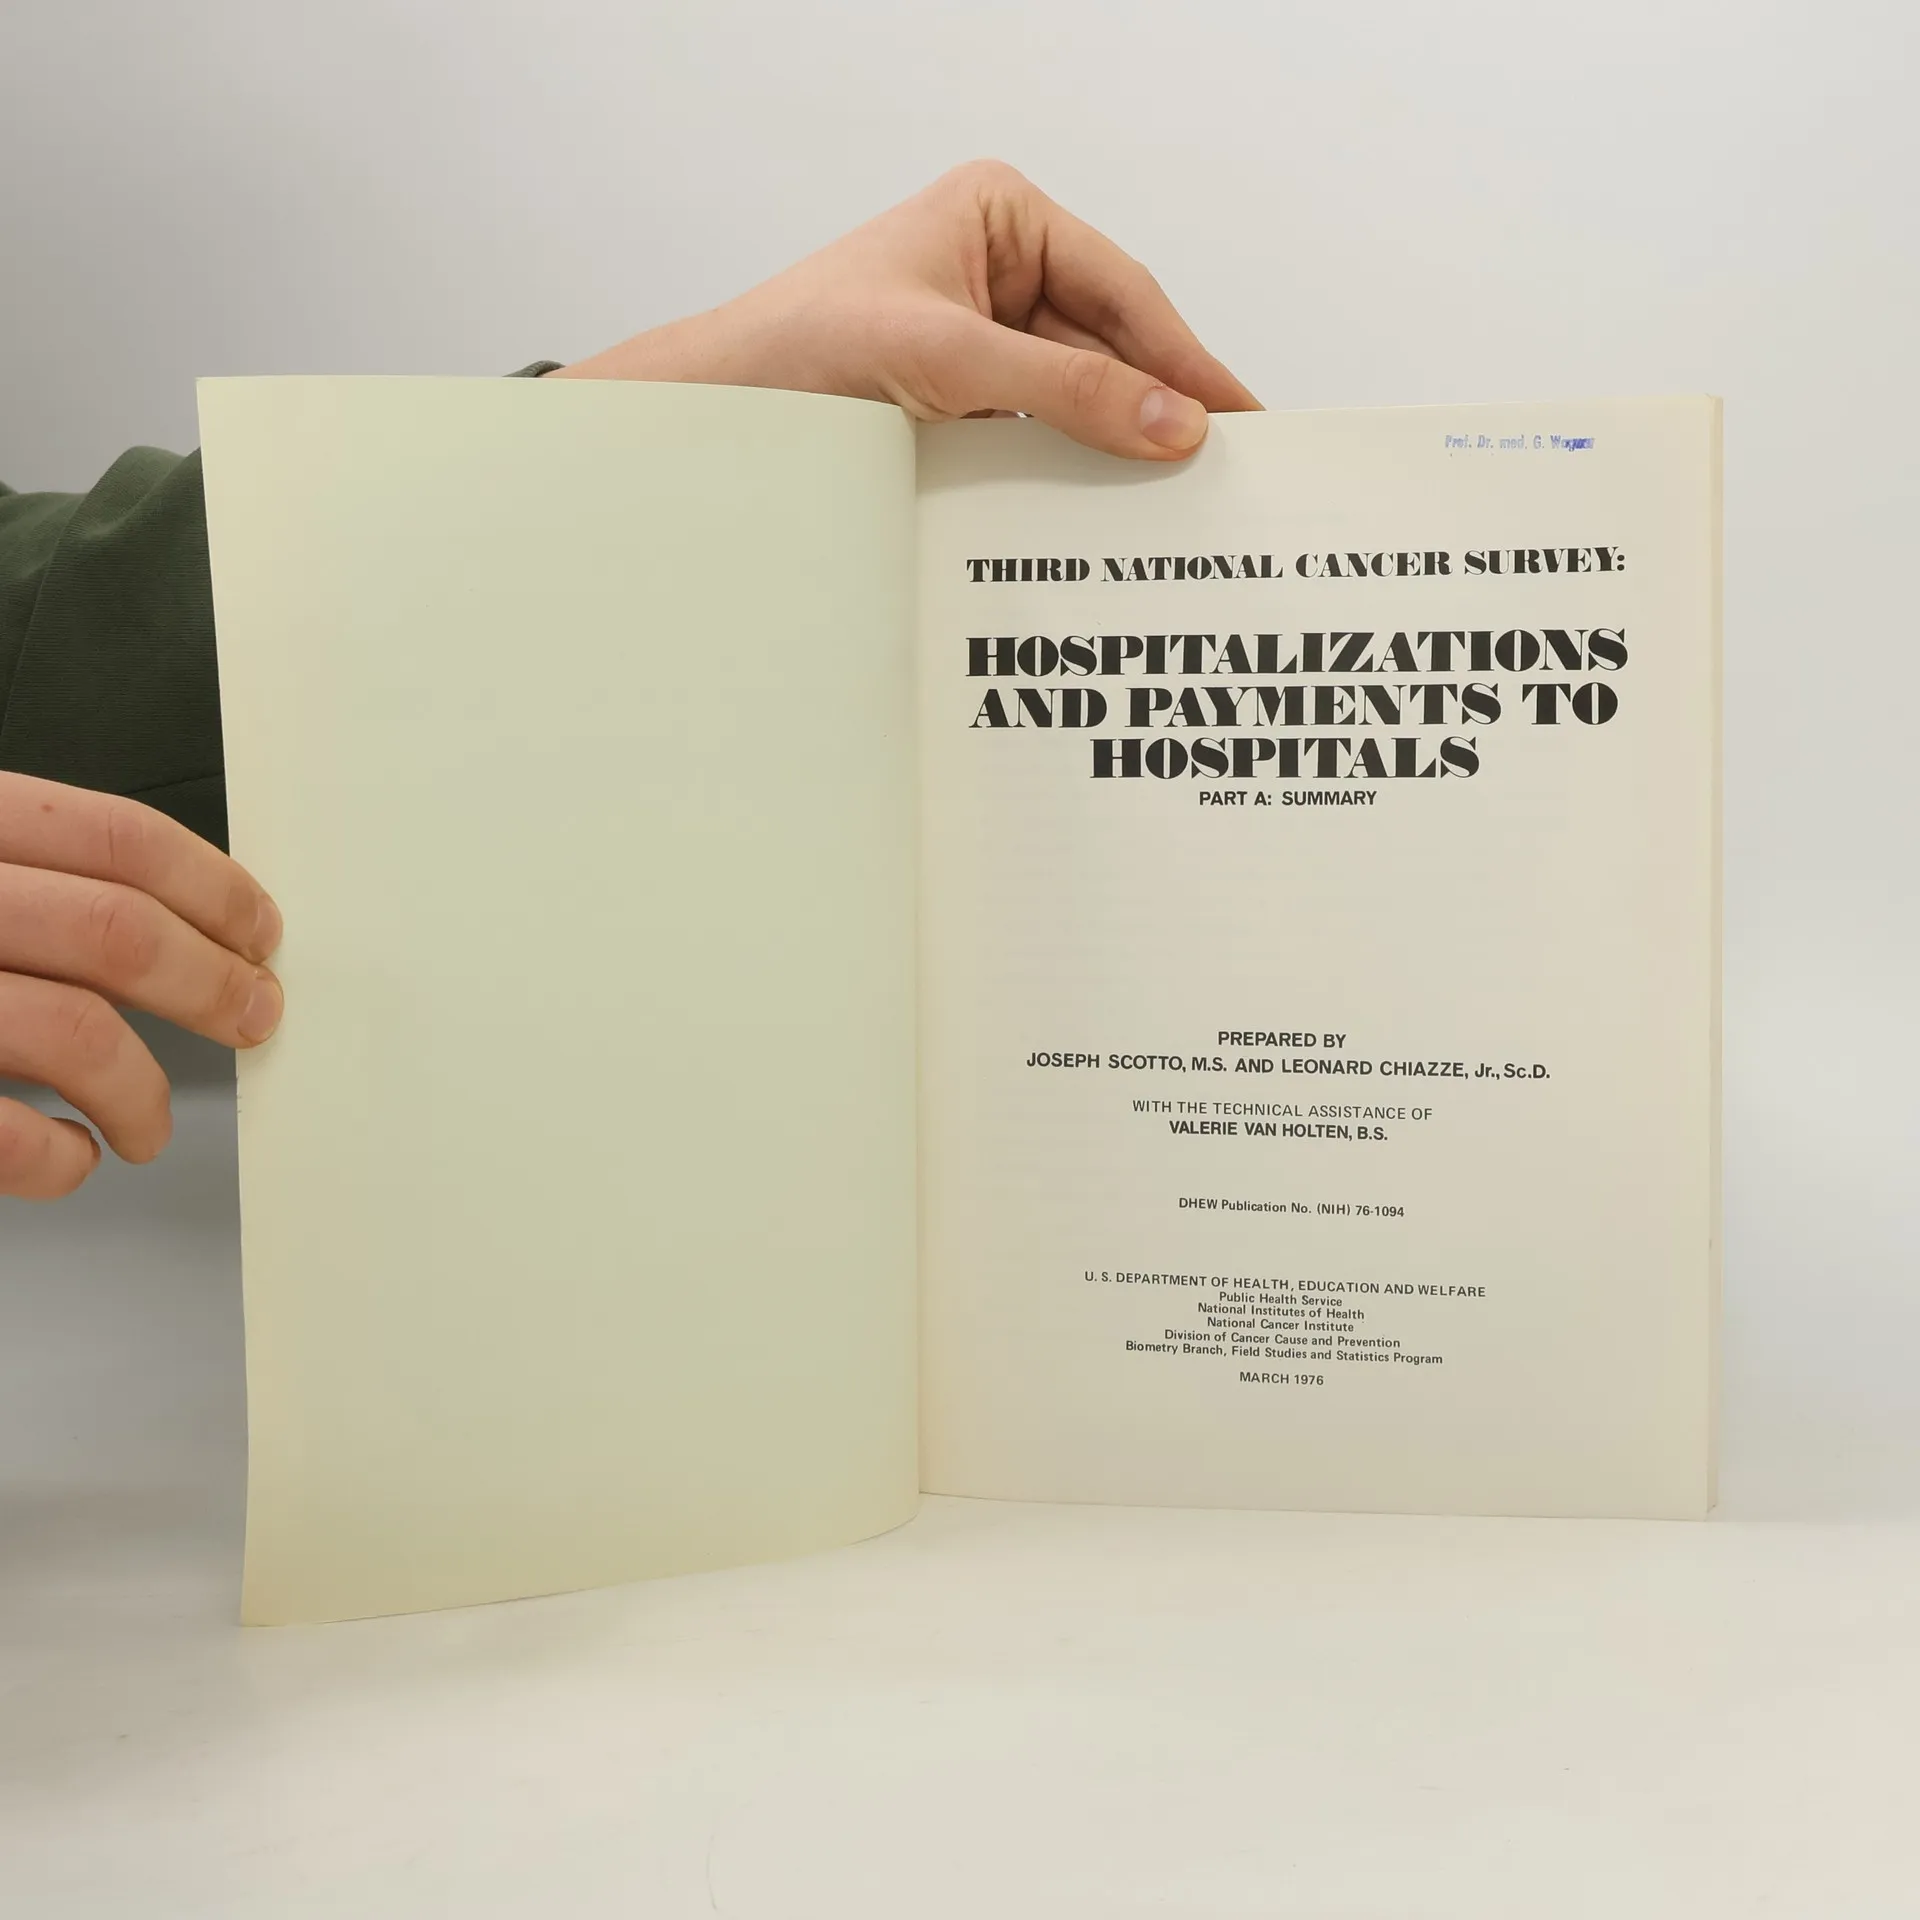 Prof. Dr. med. G.
THIRD NATIONAL CANCER SURVEY:
HOSPITALIZATIONS
AND PAYMENTS TO
HOSPITALS
PART A: SUMMARY
PREPARED BY
JOSEPH SCOTTO, M.S. AND LEONARD CHIAZZE, Jr., Sc.D.
WITH THE TECHNICAL ASSISTANCE OF
VALERIE VAN HOLTEN, B.S.
DHEW Publication No. (NIH) 76-1094
U. S. DEPARTMENT OF HEALTH, EDUCATION AND WELFARE
Public Health Service
National Institutes of Health
National Cancer Institute
Division of Cancer Cause and Prevention
Biometry Branch, Field Studies and Statistics Program
MARCH 1976